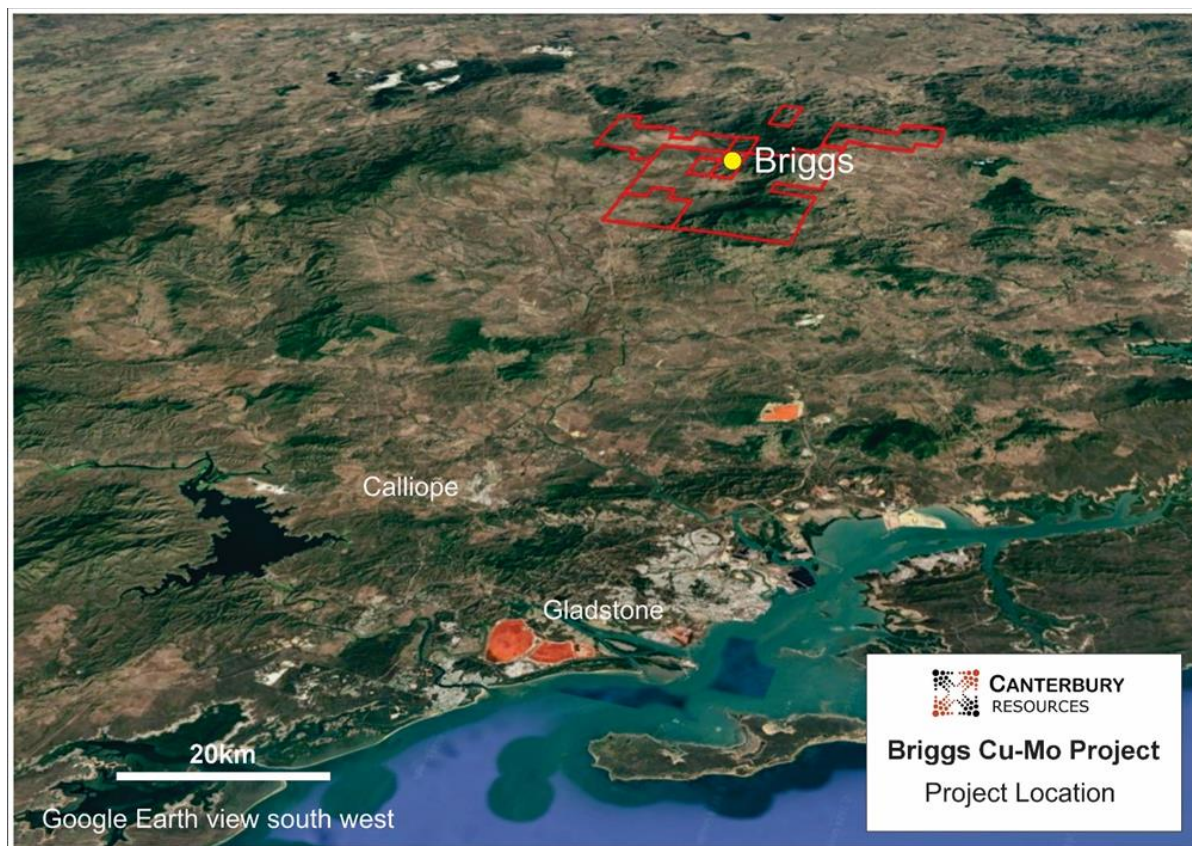 Briggs
Calliope
Gladstone
20km
Google Earth view south west
CANTERBURY
RESOURCES
Briggs Cu-Mo Project
Project Location